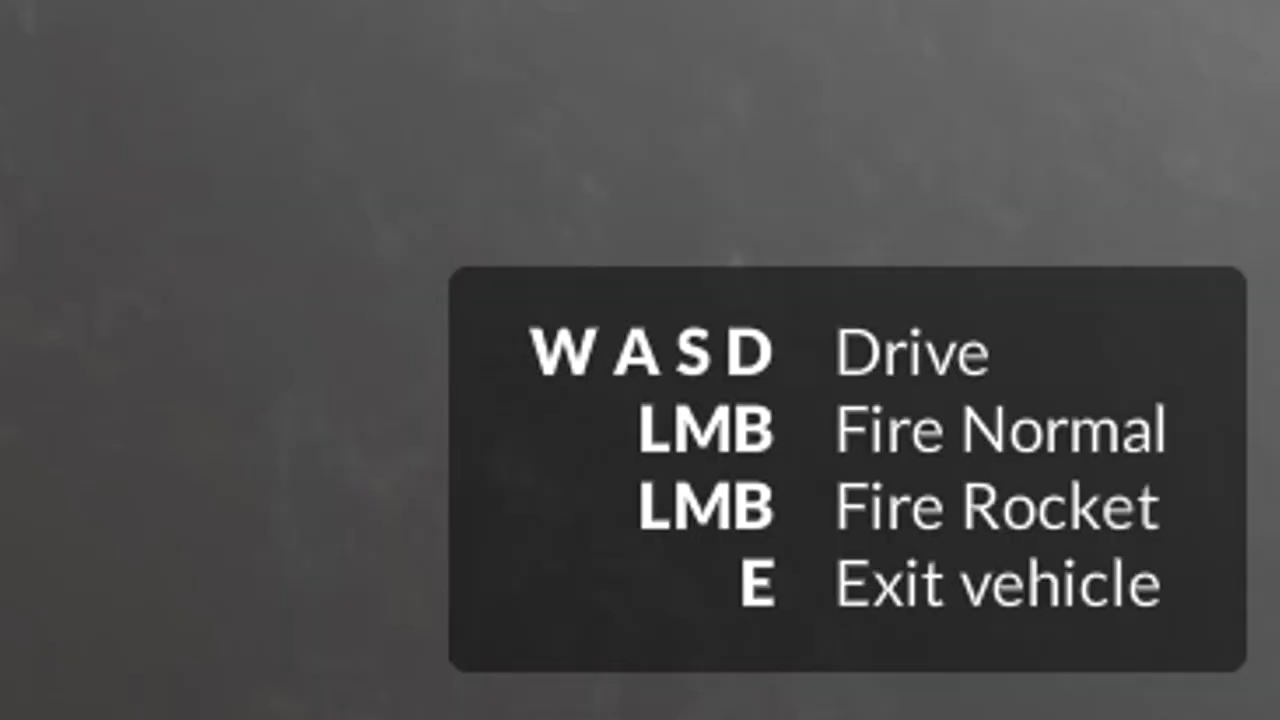 W A S D Drive
LMB Fire Normal
LMB Fire Rocket
E Exit vehicle